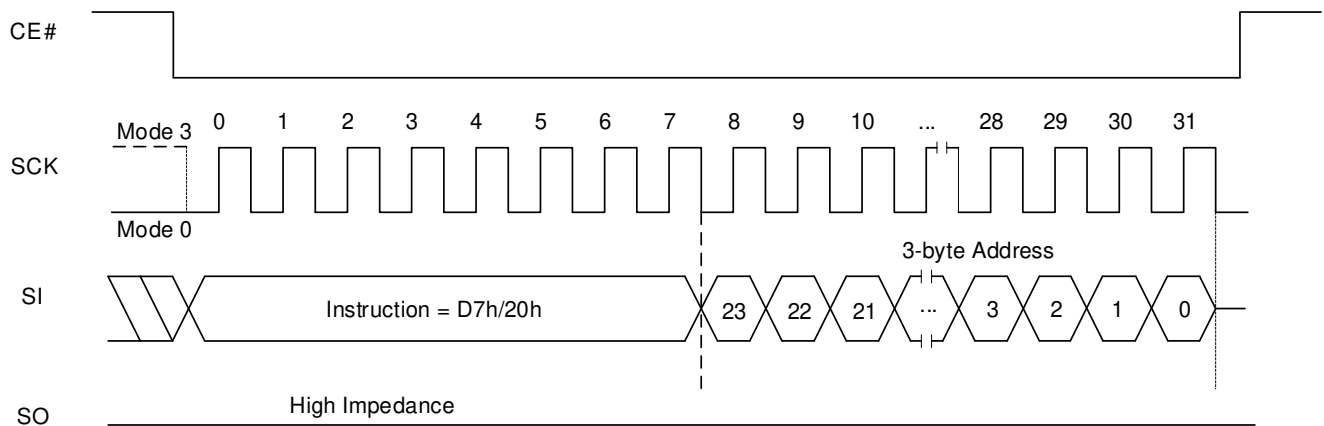 CE#
Mode 3 0 1 2 3 4 5 6 7 8 9 10 ... 28 29 30 31
SCK
Mode 0
3-byte Address
SI Instruction = D7h/20h 23 22 21 ... 3 2 1 0
High Impedance
SO